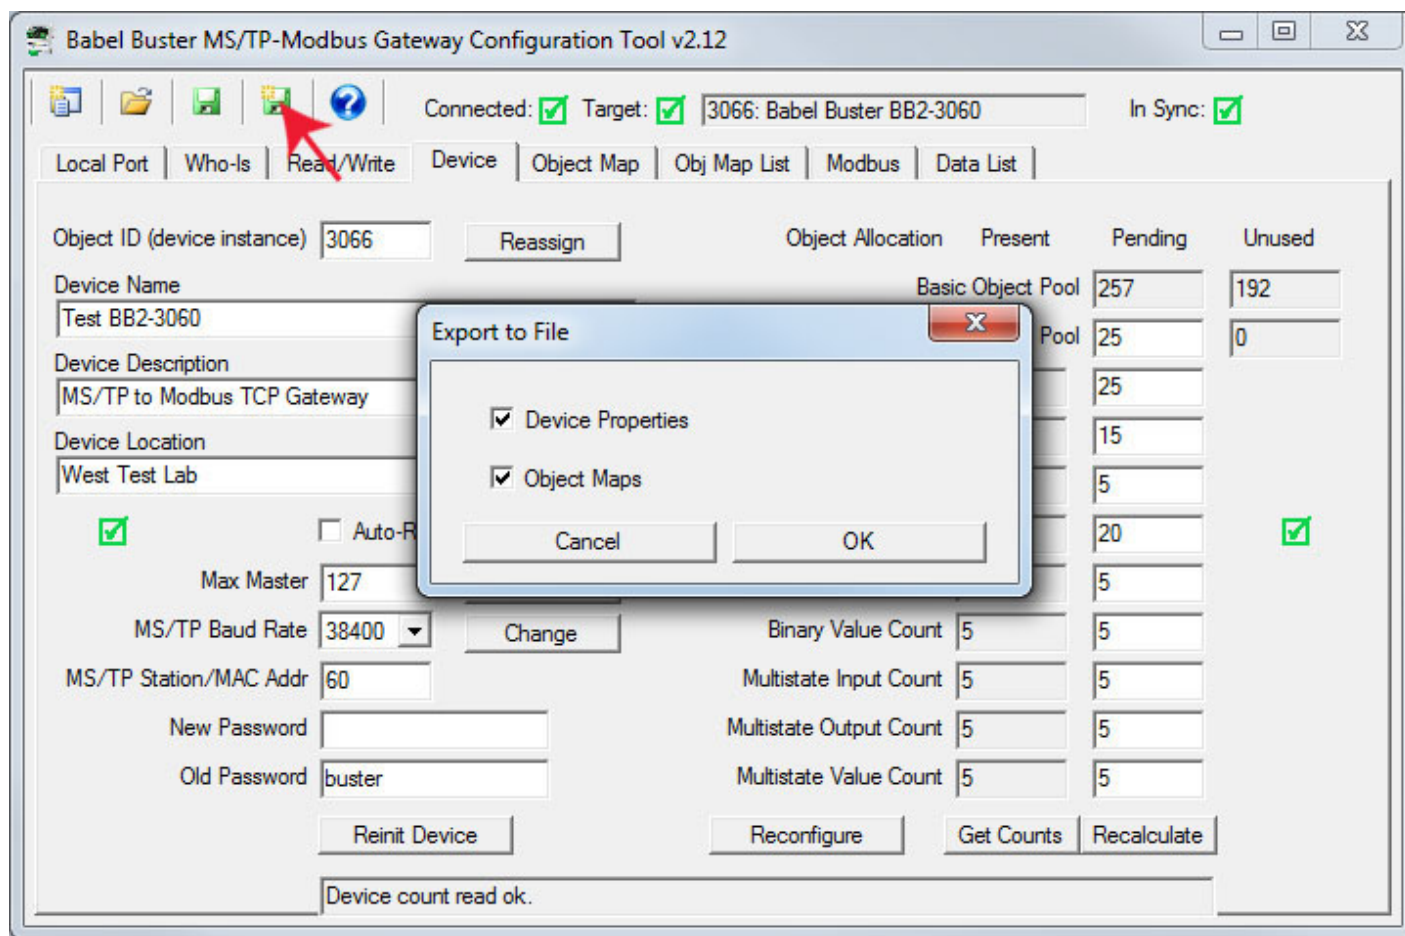 Babel Buster MS/TP-Modbus Gateway Configuration Tool v2.12
Connected: Target: 3066: Babel Buster BB2-3060 In Sync:
Local Port Who-Is Read/Write Device Object Map Obj Map List Modbus Data List
Object ID (device instance) 3066 Reassign Object Allocation Present Pending Unused
Device Name Basic Object Pool 257 192
Test BB2-3060
Export to File
Pool 25 0
Device Description
MS/TP to Modbus TCP Gateway 25
Device Properties
Device Location 15
West Test Lab
Object Maps
5
Auto-R 20
Cancel OK
Max Master 127 5
MS/TP Baud Rate 38400 Change Binary Value Count 5 5
MS/TP Station/MAC Addr 60 Multistate Input Count 5 5
New Password Multistate Output Count 5 5
Old Password buster Multistate Value Count 5 5
Reinit Device Reconfigure Get Counts Recalculate
Device count read ok.